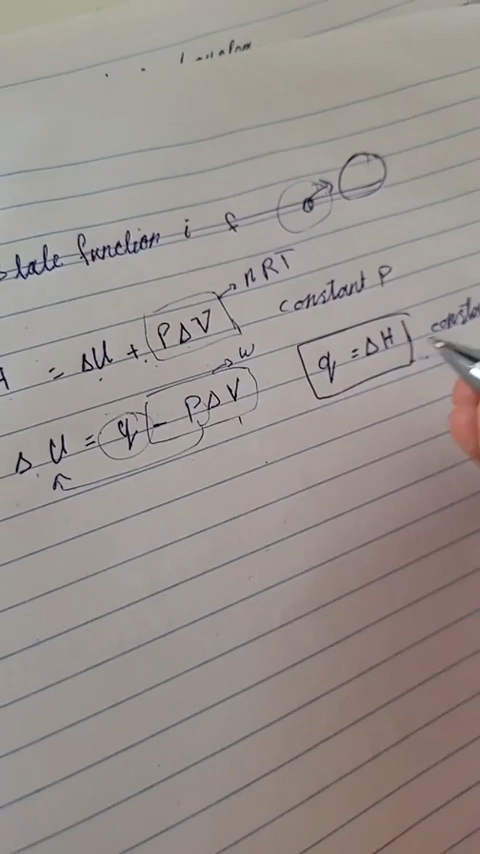 state function i f
nRT
H = ΔU + PΔV constant P
w
ΔU = q - PΔV q = ΔH